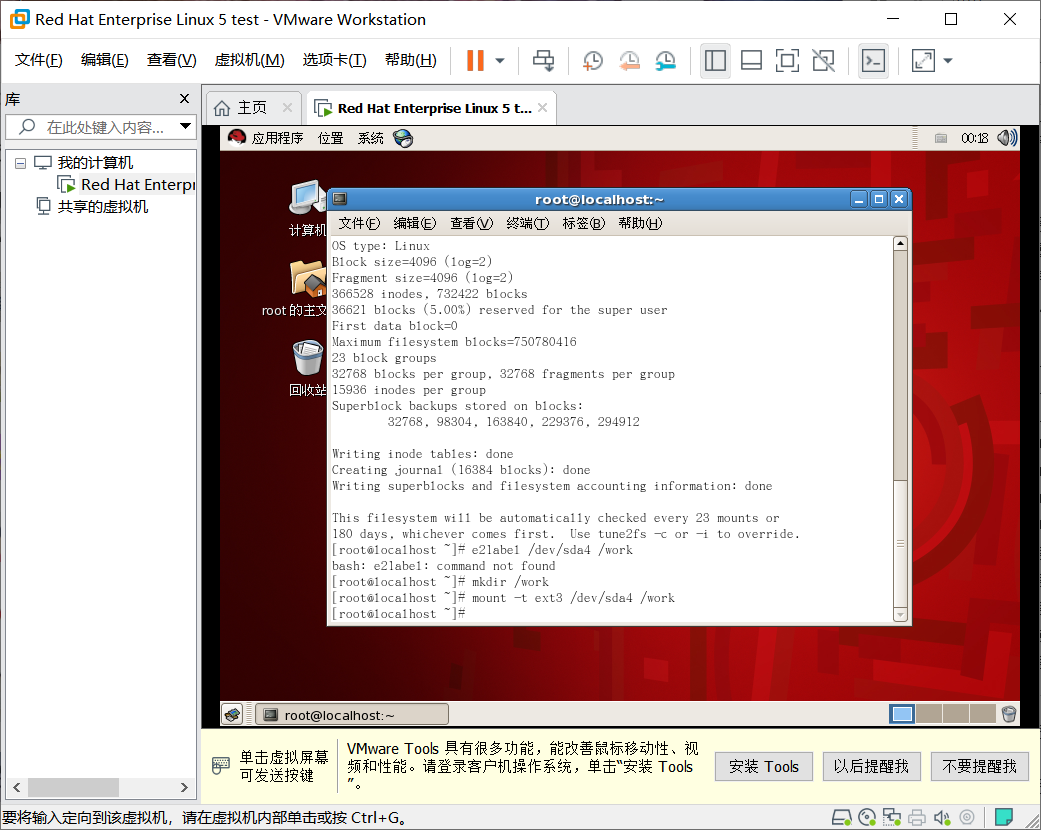 Red Hat Enterprise Linux 5 test - VMware Workstation
文件(F) 编辑(E) 查看(V) 虚拟机(M) 选项卡(T) 帮助(H)
库
在此处键入内容...
我的计算机
Red Hat Enterpr
共享的虚拟机
主页
Red Hat Enterprise Linux 5 t...
应用程序 位置 系统
00:18
计算机
root 的主文
回收站
root@localhost:~
文件(F) 编辑(E) 查看(V) 终端(T) 标签(B) 帮助(H)
OS type: Linux
Block size=4096 (log=2)
Fragment size=4096 (log=2)
366528 inodes, 732422 blocks
36621 blocks (5.00%) reserved for the super user
First data block=0
Maximum filesystem blocks=750780416
23 block groups
32768 blocks per group, 32768 fragments per group
15936 inodes per group
Superblock backups stored on blocks:
32768, 98304, 163840, 229376, 294912
Writing inode tables: done
Creating journal (16384 blocks): done
Writing superblocks and filesystem accounting information: done
This filesystem will be automatically checked every 23 mounts or
180 days, whichever comes first.  Use tune2fs -c or -i to override.
[root@localhost ~]# e2label /dev/sda4 /work
bash: e2label: command not found
[root@localhost ~]# mkdir /work
[root@localhost ~]# mount -t ext3 /dev/sda4 /work
[root@localhost ~]#
root@localhost:~
单击虚拟屏幕
可发送按键
VMware Tools 具有很多功能，能改善鼠标移动性、视
频和性能。请登录客户机操作系统，单击“安装 Tools
”。
安装 Tools
以后提醒我
不要提醒我
要将输入定向到该虚拟机，请在虚拟机内部单击或按 Ctrl+G。